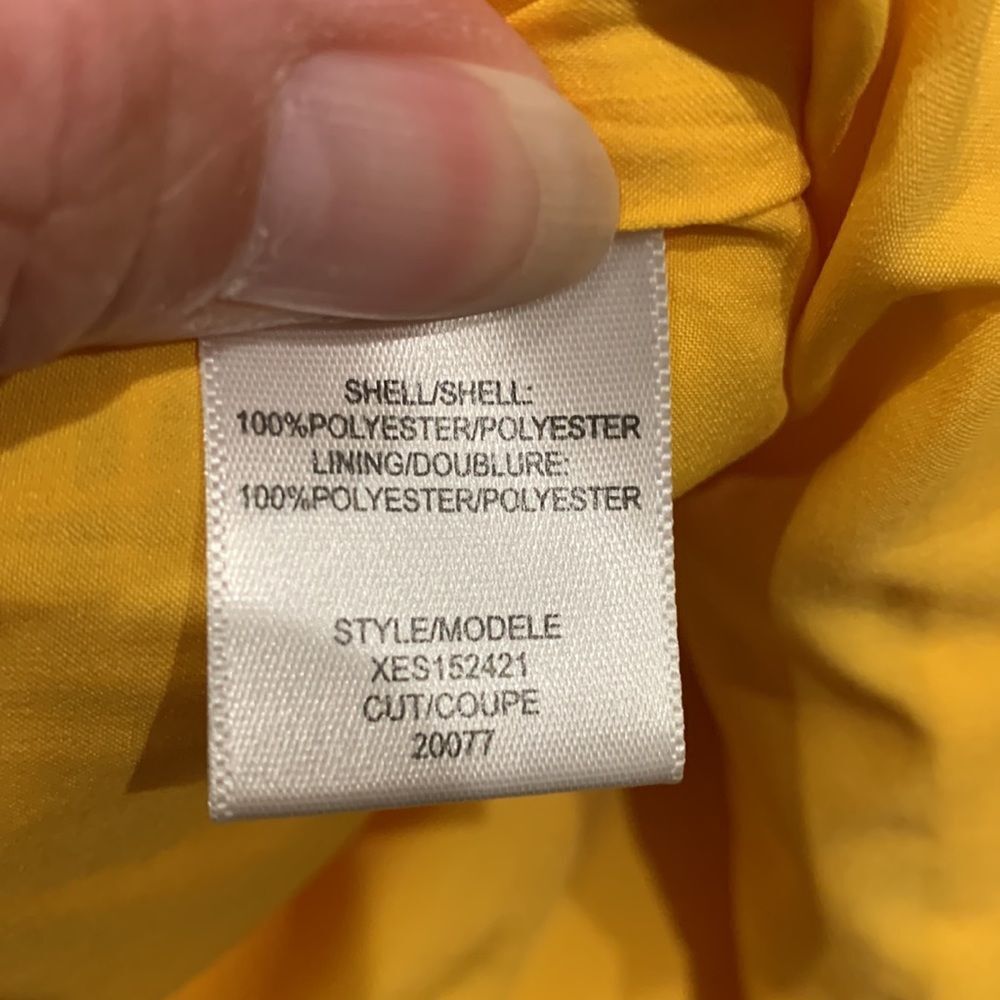 SHELL/SHELL:
100%POLYESTER/POLYESTER
LINING/DOUBLURE:
100%POLYESTER/POLYESTER
STYLE/MODELE
XES152421
CUT/COUPE
20077